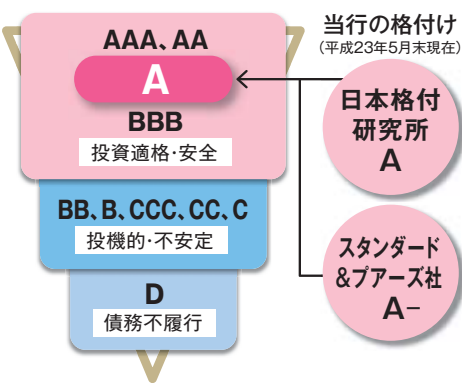 AAA、AA
A
BBB
投資適格･安全
BB、B、CCC、CC、C
投機的･不安定
D
債務不履行
当行の格付け
(平成23年5月末現在)
日本格付
研究所
A
スタンダード
&プアーズ社
A−